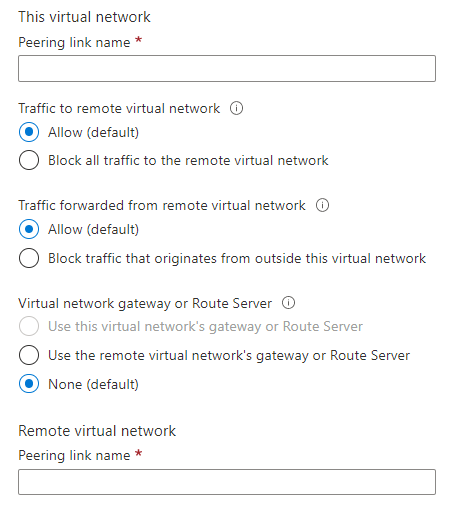 This virtual network
Peering link name *
Traffic to remote virtual network
Allow (default)
Block all traffic to the remote virtual network
Traffic forwarded from remote virtual network
Allow (default)
Block traffic that originates from outside this virtual network
Virtual network gateway or Route Server
Use this virtual network's gateway or Route Server
Use the remote virtual network's gateway or Route Server
None (default)
Remote virtual network
Peering link name *